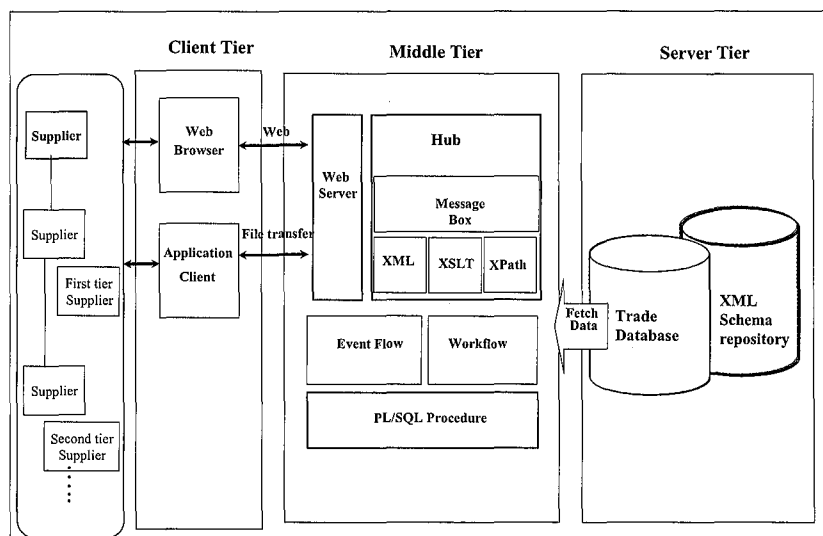 Client Tier
Middle Tier
Server Tier
Supplier
Supplier
First tier
Supplier
Supplier
Second tier
Supplier
Web
Browser
Application
Client
Web
File transfer
Web
Server
Hub
Message
Box
XML
XSLT
XPath
Event Flow
Workflow
PL/SQL Procedure
Fetch
Data
Trade
Database
XML
Schema
repository